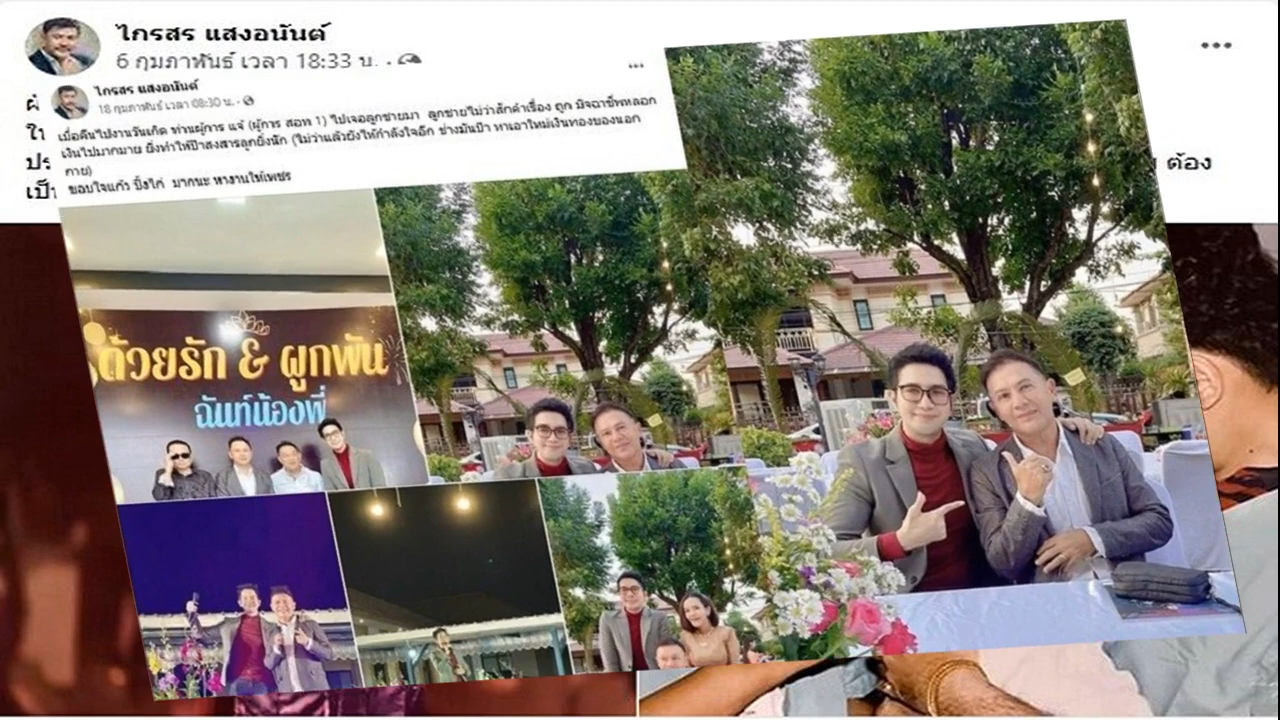 ไกรสร แสงอนันต์
6 กุมภาพันธ์ เวลา 18:33 น. ·
ไกรสร แสงอนันต์
18 กุมภาพันธ์ เวลา 08:30 น. ·
เมื่อคืนไปงานวันเกิด ท่านผู้การ แจ้ (ผู้การ สอท 1) ไปเจอลูกชายมา ลูกชายไม่ว่าสักคำเรื่อง ถูก มิจฉาชีพหลอก
เงินไปมากมาย ยิ่งทำให้ป๊าสงสารลูกยิ่งนัก (ไม่ว่าแล้วยังให้กำลังใจอีก ช่างมันป๊า หาเอาใหม่เงินทองของนอก
กาย)
ขอบใจแก้ว ปิ๊งไก่ มากนะ หางานให้เพชร
ต้อง
ใ
ประ
เป็
ด้วยรัก & ผูกพัน
ฉันท์น้องพี่